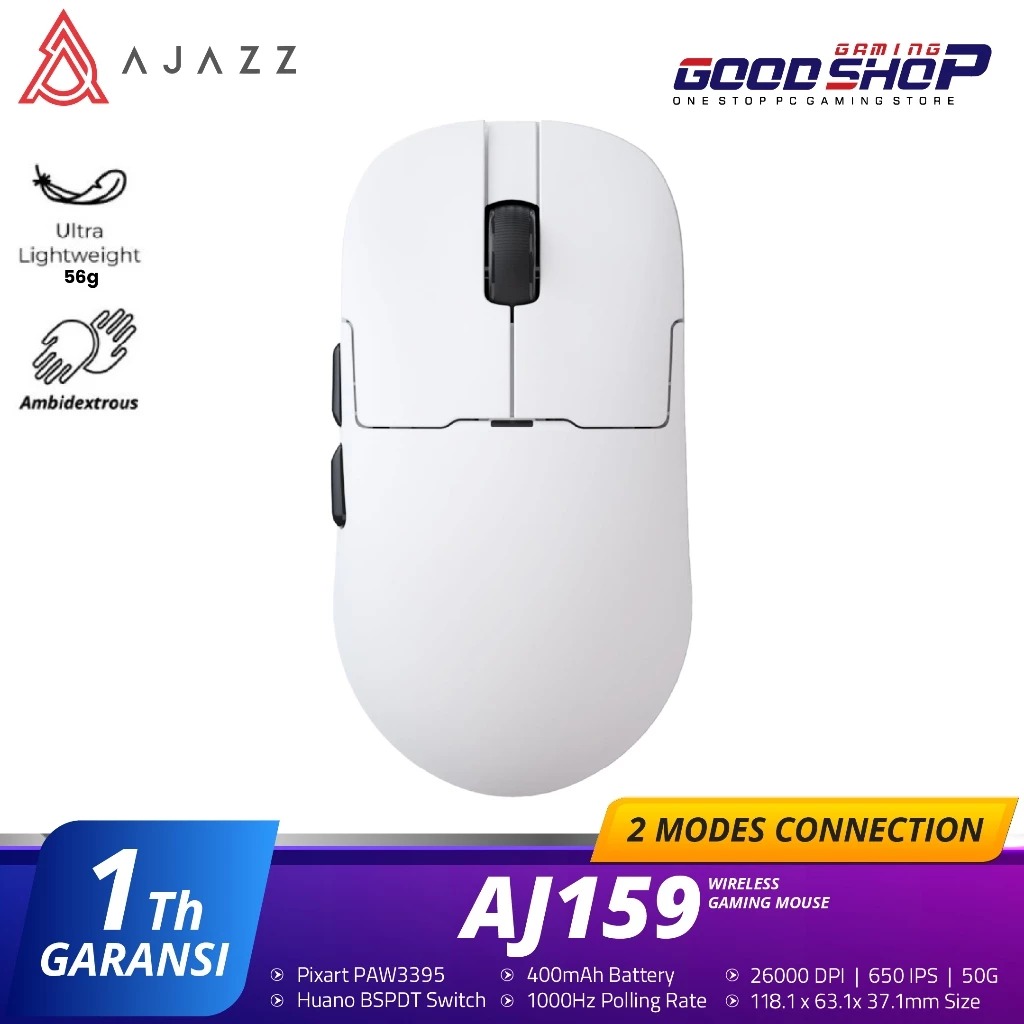 AJAZZ
GAMING
GOODSHOP
ONE STOP PC GAMING STORE
Ultra
Lightweight
56g
Ambidextrous
2 MODES CONNECTION
1 Th
GARANSI
AJ159
WIRELESS
GAMING MOUSE
Pixart PAW3395
400mAh Battery
26000 DPI | 650 IPS | 50G
Huano BSPDT Switch
1000Hz Polling Rate
118.1 x 63.1x 37.1mm Size